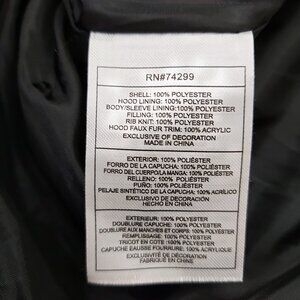 RN#74299
SHELL: 100% POLYESTER
HOOD LINING: 100% POLYESTER
BODY/SLEEVE LINING:100% POLYESTER
FILLING: 100% POLYESTER
RIB KNIT: 100% POLYESTER
HOOD FAUX FUR TRIM: 100% ACRYLIC
EXCLUSIVE OF DECORATION
MADE IN CHINA
EXTERIOR: 100% POLIÉSTER
FORRO DE LA CAPUCHA: 100% POLIÉSTER
FORRO DEL CUERPO/LA MANGA: 100% POLIÉSTER
RELLENO: 100% POLIÉSTER
PUÑO: 100% POLIÉSTER
PELAJE SINTÉTICO DE LA CAPUCHA: 100% ACRÍLICO
EXCLUSIVO DE DECORACIÓN
HECHO EN CHINA
EXTÉRIEUR: 100% POLYESTER
DOUBLURE CAPUCHE: 100% POLYESTER
DOUBLURE AUX MANCHES ET CORPS: 100% POLYESTER
REMPLISSAGE: 100% POLYESTER
TRICOT EN COTE: 100% POLYESTER
CAPUCHE FAUSSE FOURRURE: 100% ACRYLIQUE
EXCLUSIVITÉ DE DÉCORATION
FABRIQUÉ EN CHINE